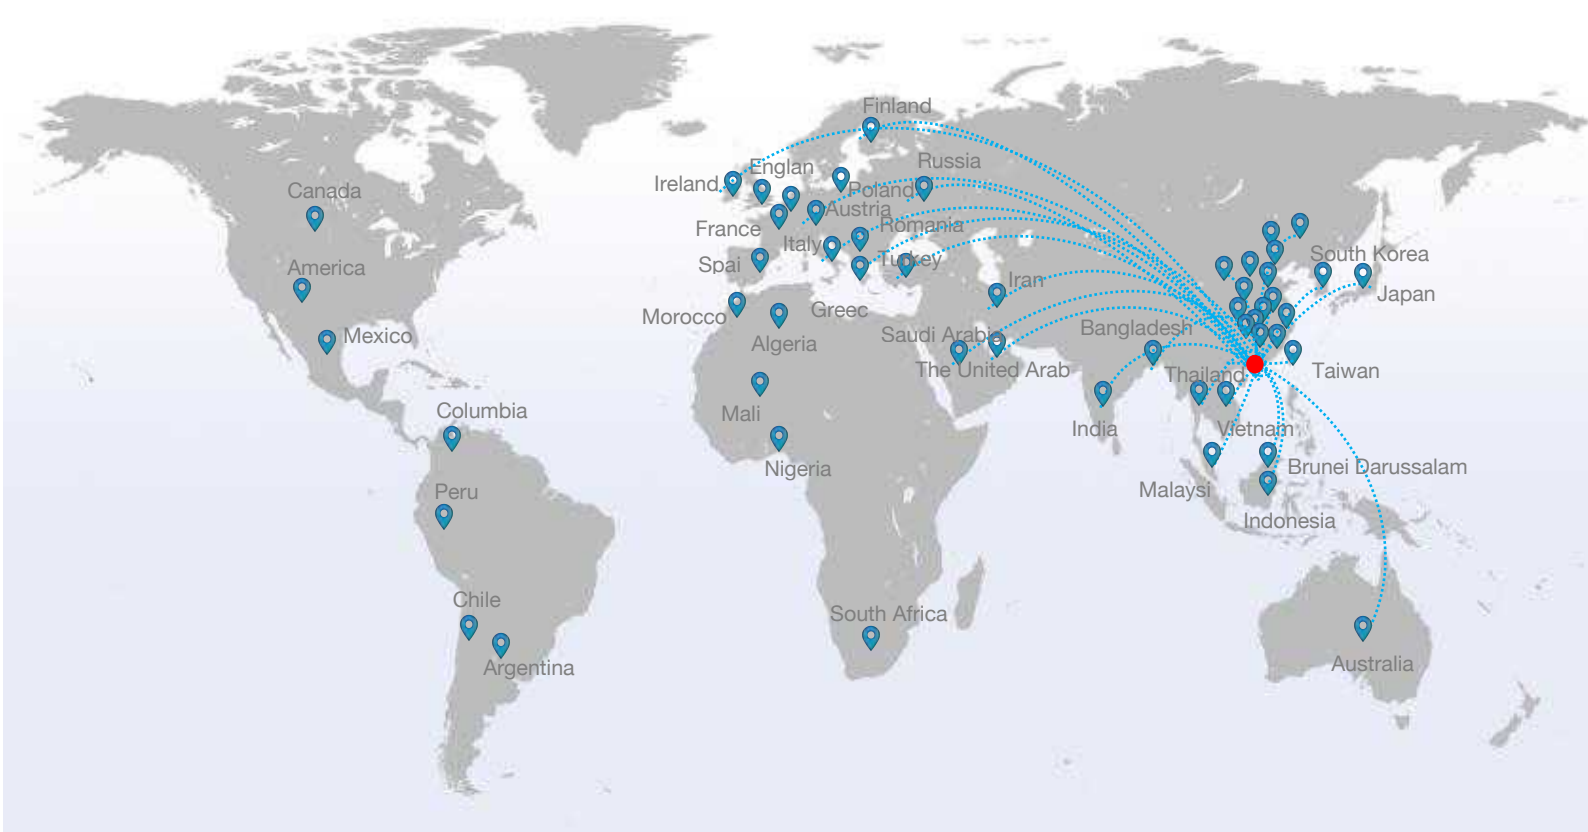 Finland
Englan
Russia
Ireland
Poland
Canada
Austria
France
Romania
Italy
South Korea
Spai
Turkey
America
Iran
Japan
Morocco
Greec
Mexico
Algeria
Saudi Arabia
Bangladesh
The United Arab
Thailand
Taiwan
Columbia
Mali
India
Vietnam
Nigeria
Brunei Darussalam
Peru
Malaysi
Indonesia
Chile
South Africa
Argentina
Australia